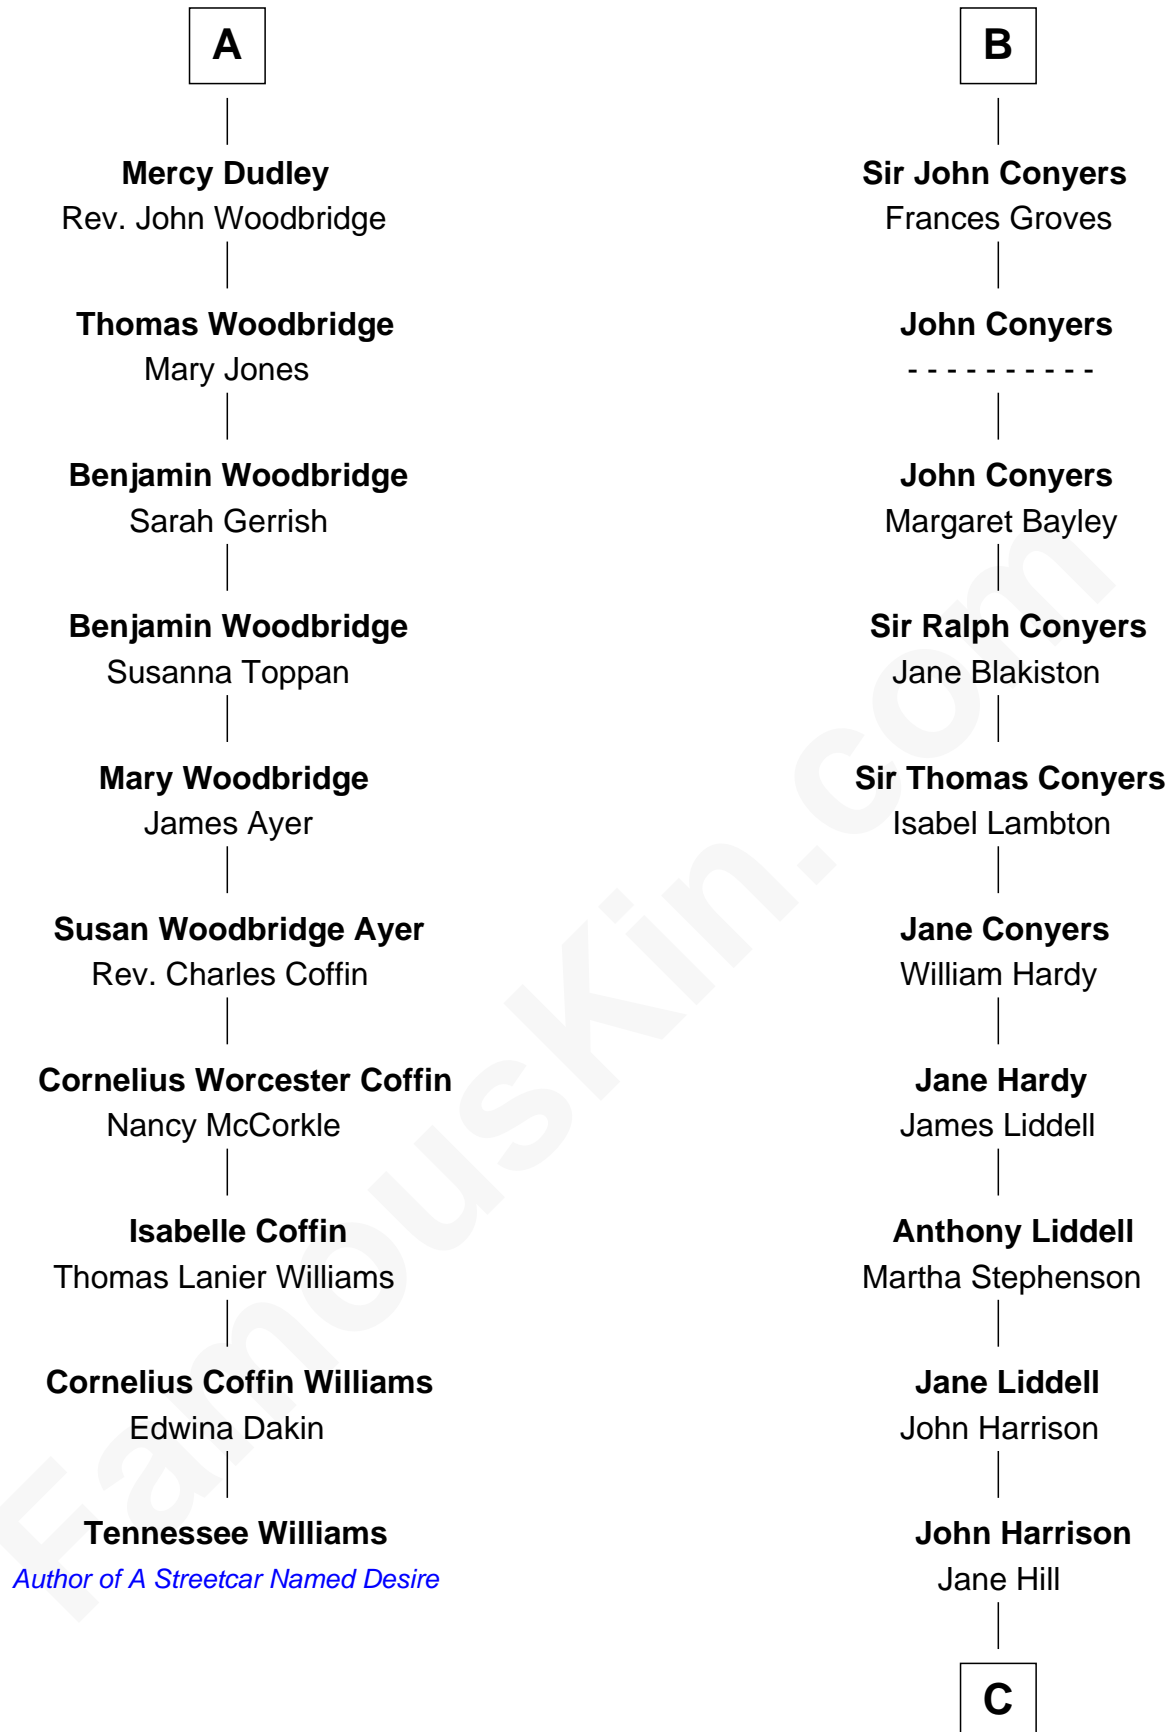 A
Mercy Dudley
Rev. John Woodbridge
Thomas Woodbridge
Mary Jones
Benjamin Woodbridge
Sarah Gerrish
Benjamin Woodbridge
Susanna Toppan
Mary Woodbridge
James Ayer
Susan Woodbridge Ayer
Rev. Charles Coffin
Cornelius Worcester Coffin
Nancy McCorkle
Isabelle Coffin
Thomas Lanier Williams
Cornelius Coffin Williams
Edwina Dakin
Tennessee Williams
Author of A Streetcar Named Desire
B
Sir John Conyers
Frances Groves
John Conyers
- - - - - - - - - -
John Conyers
Margaret Bayley
Sir Ralph Conyers
Jane Blakiston
Sir Thomas Conyers
Isabel Lambton
Jane Conyers
William Hardy
Jane Hardy
James Liddell
Anthony Liddell
Martha Stephenson
Jane Liddell
John Harrison
John Harrison
Jane Hill
C
FamousKin.com